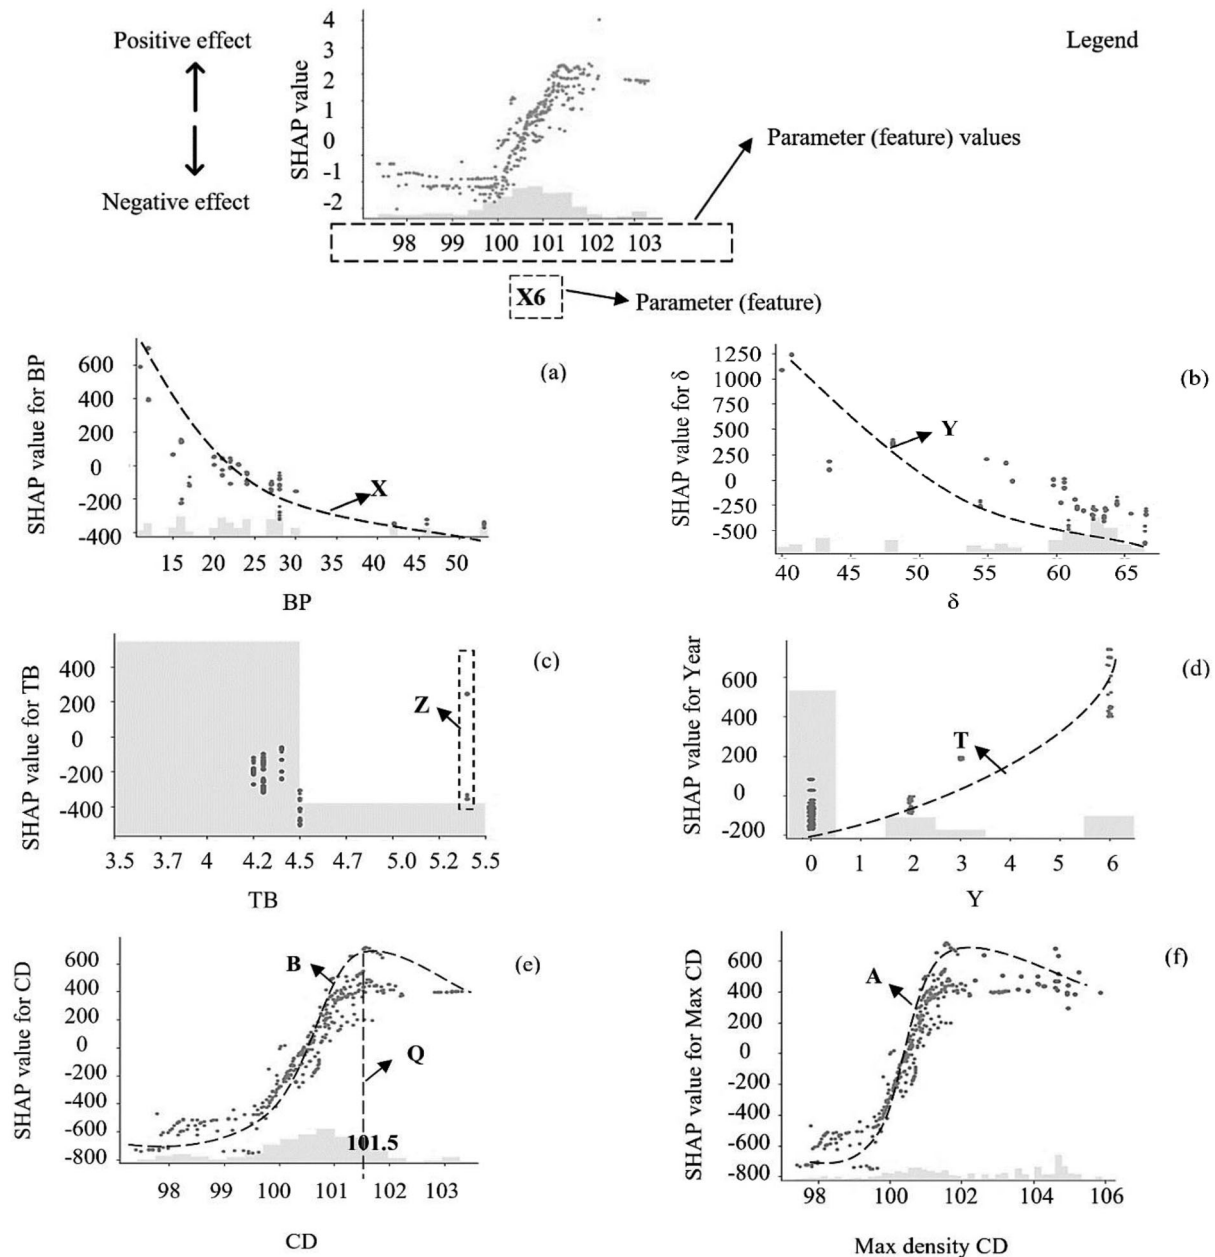 Positive effect
Negative effect
SHAP value
4
3
2
1
0
-1
-2
98 99 100 101 102 103
X6
Legend
Parameter (feature) values
Parameter (feature)
SHAP value for BP
600
400
200
0
-200
-400
15 20 25 30 35 40 45 50
BP
(a)
X
SHAP value for δ
1250
1000
750
500
250
0
-250
-500
40 45 50 55 60 65
δ
(b)
Y
SHAP value for TB
400
200
0
-200
-400
3.5 3.7 4 4.2 4.5 4.7 5.0 5.2 5.5
TB
(c)
Z
SHAP value for Year
600
400
200
0
-200
0 1 2 3 4 5 6
Y
(d)
T
SHAP value for CD
600
400
200
0
-200
-400
-600
-800
98 99 100 101 102 103
CD
(e)
B
Q
101.5
SHAP value for Max CD
600
400
200
0
-200
-400
-600
-800
98 100 102 104 106
Max density CD
(f)
A